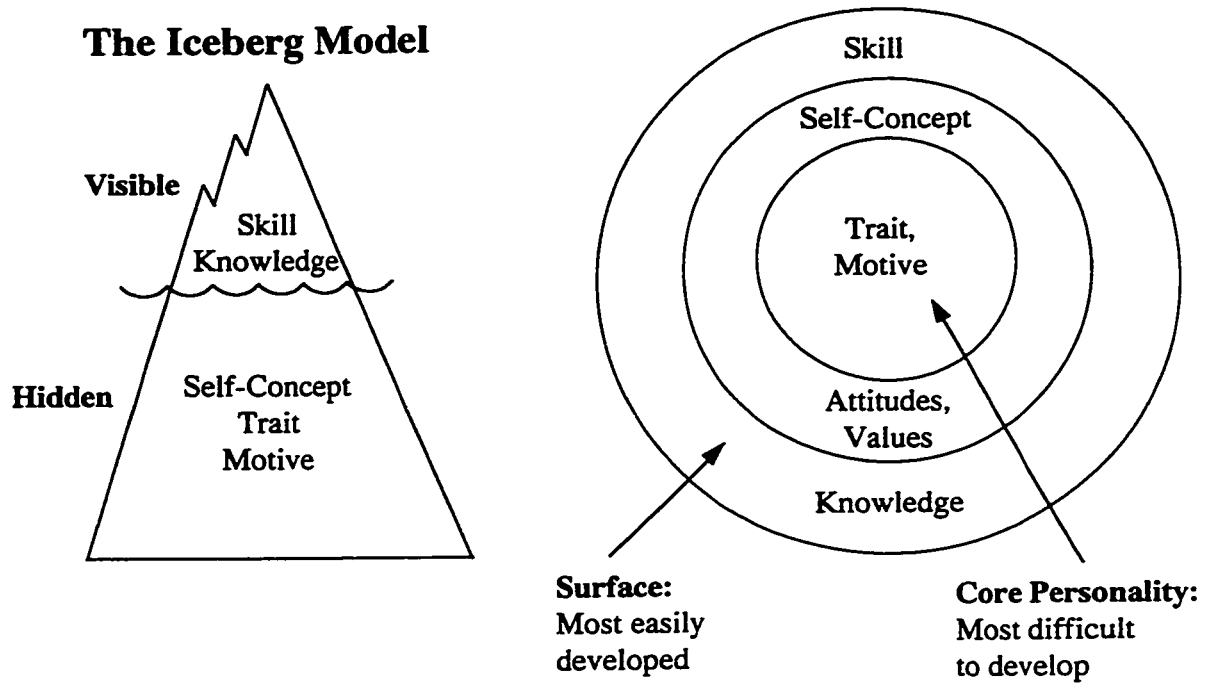 The Iceberg Model
Visible
Skill
Knowledge
Hidden
Self-Concept
Trait
Motive
Skill
Self-Concept
Trait,
Motive
Attitudes,
Values
Knowledge
Surface:
Most easily
developed
Core Personality:
Most difficult
to develop